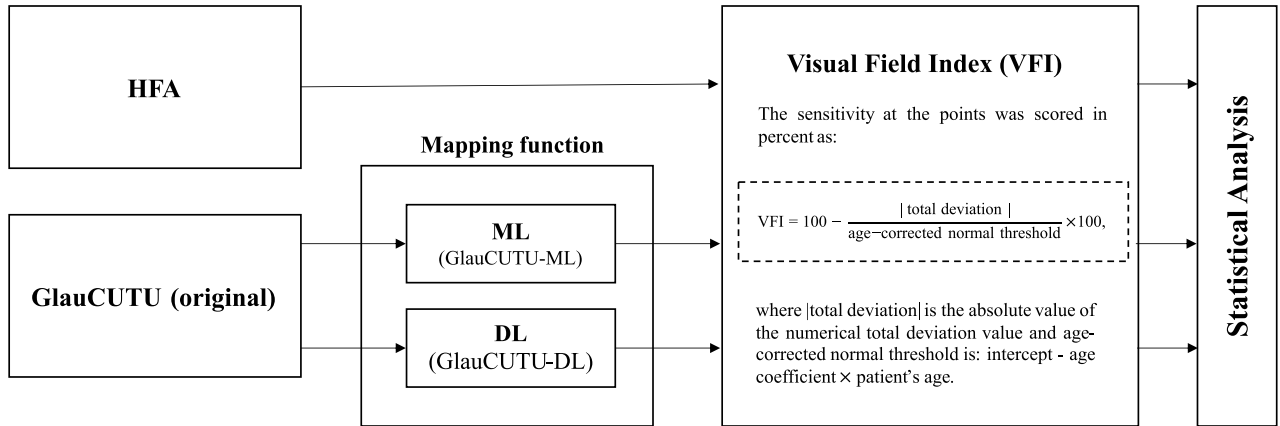 HFA
GlauCUTU (original)
Mapping function
ML
(GlauCUTU-ML)
DL
(GlauCUTU-DL)
Visual Field Index (VFI)
The sensitivity at the points was scored in
percent as:
VFI = 100 − | total deviation | / age−corrected normal threshold ×100,
where |total deviation| is the absolute value of
the numerical total deviation value and age-
corrected normal threshold is: intercept - age
coefficient × patient's age.
Statistical Analysis